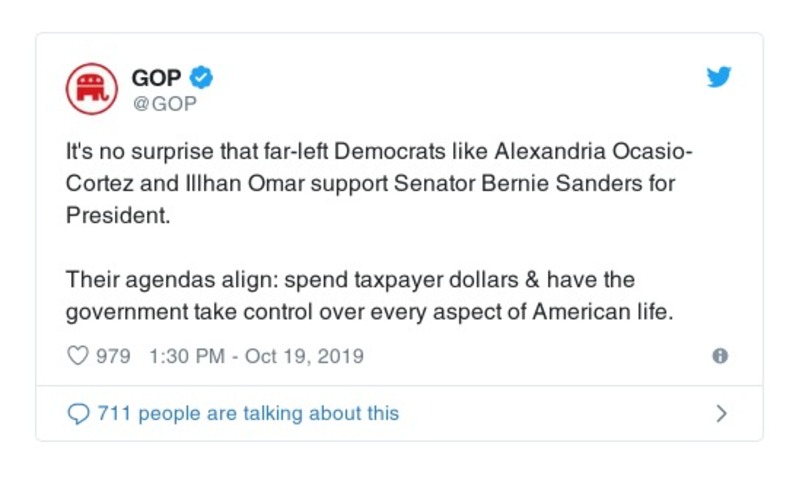 GOP
@GOP
It's no surprise that far-left Democrats like Alexandria Ocasio-
Cortez and Illhan Omar support Senator Bernie Sanders for
President.
Their agendas align: spend taxpayer dollars & have the
government take control over every aspect of American life.
979 1:30 PM - Oct 19, 2019
711 people are talking about this